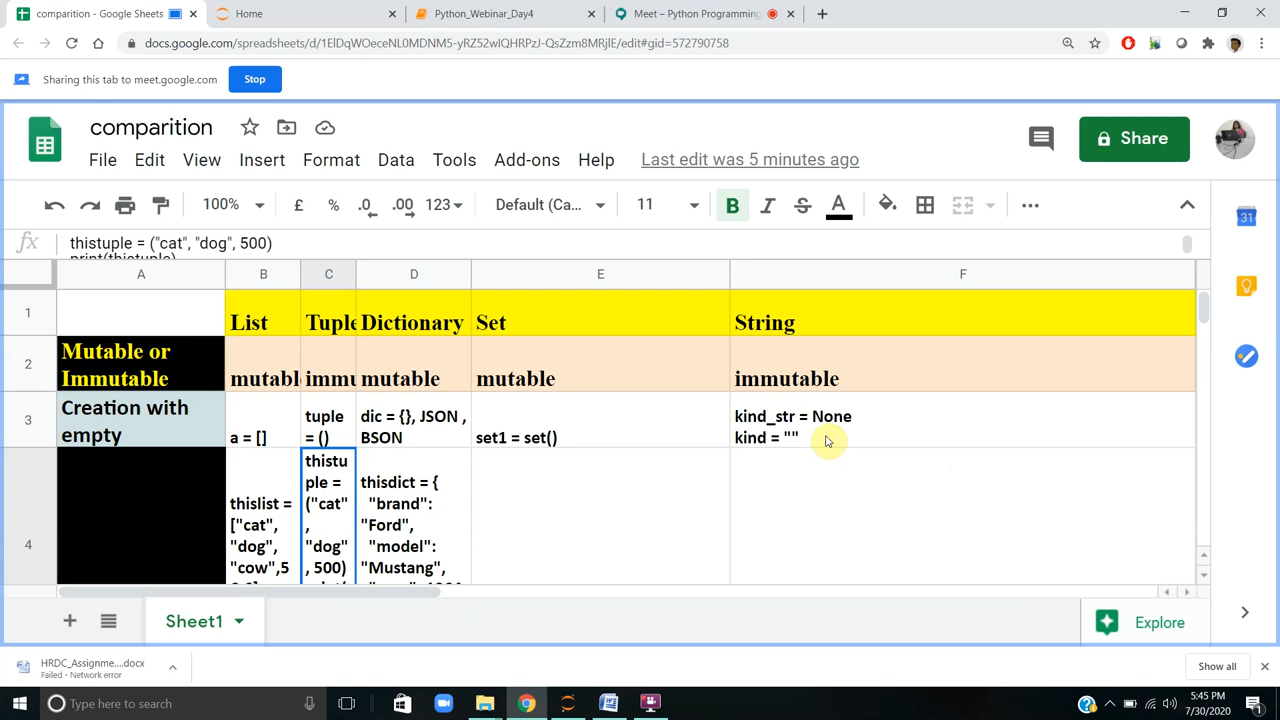 comparition - Google Sheets
Home
Python_Webinar_Day4
Meet – Python Programming
docs.google.com/spreadsheets/d/1ElDqWOeceNL0MDNM5-yRZ52wIQHRPzJ-QsZzm8MRjlE/edit#gid=572790758
Sharing this tab to meet.google.com
Stop
comparition
Share
File Edit View Insert Format Data Tools Add-ons Help Last edit was 5 minutes ago
100% £ % .0 .00 123 Default (Ca... 11 B I S A
31
fx thistuple = ("cat", "dog", 500)
print(thistuple)
A B C D E F
1 List Tuple Dictionary Set String
2 Mutable or
Immutable
mutabl immu mutable mutable immutable
3 Creation with
empty
a = []
tuple
= ()
dic = {}, JSON ,
BSON
set1 = set()
kind_str = None
kind = ""
4
thislist =
["cat",
"dog",
"cow",5
thistu
ple =
("cat"
,
"dog"
, 500)
thisdict = {
"brand":
"Ford",
"model":
"Mustang",
Sheet1
Explore
HRDC_Assignme....docx
Failed - Network error
Show all
Type here to search
5:45 PM
7/30/2020
1